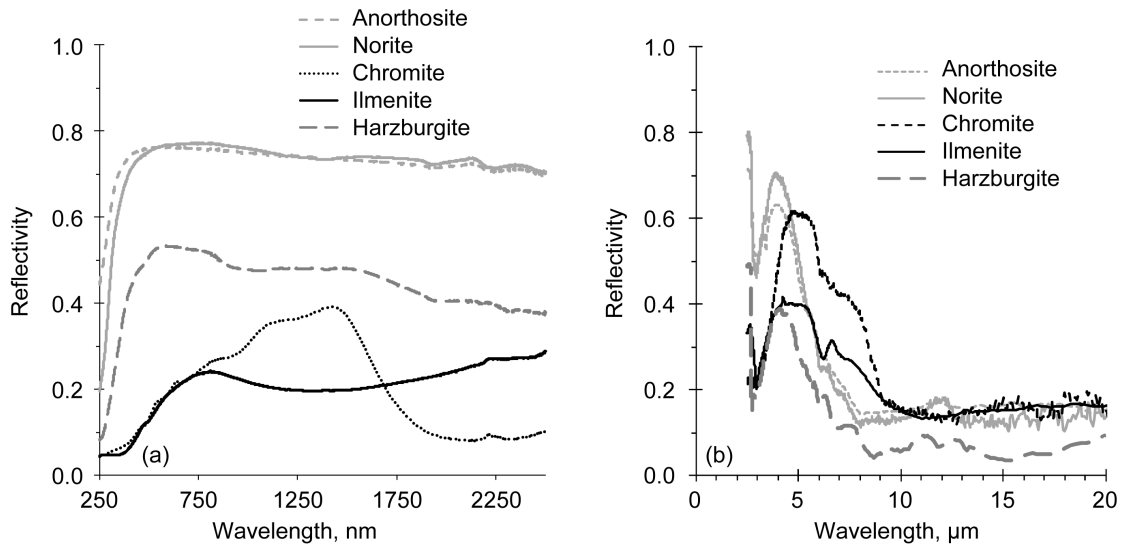 Anorthosite
Norite
Chromite
Ilmenite
Harzburgite
1.0
0.8
0.6
0.4
0.2
0.0
Reflectivity
(a)
250 750 1250 1750 2250
Wavelength, nm
Anorthosite
Norite
Chromite
Ilmenite
Harzburgite
1.0
0.8
0.6
0.4
0.2
0.0
Reflectivity
(b)
0 5 10 15 20
Wavelength, µm